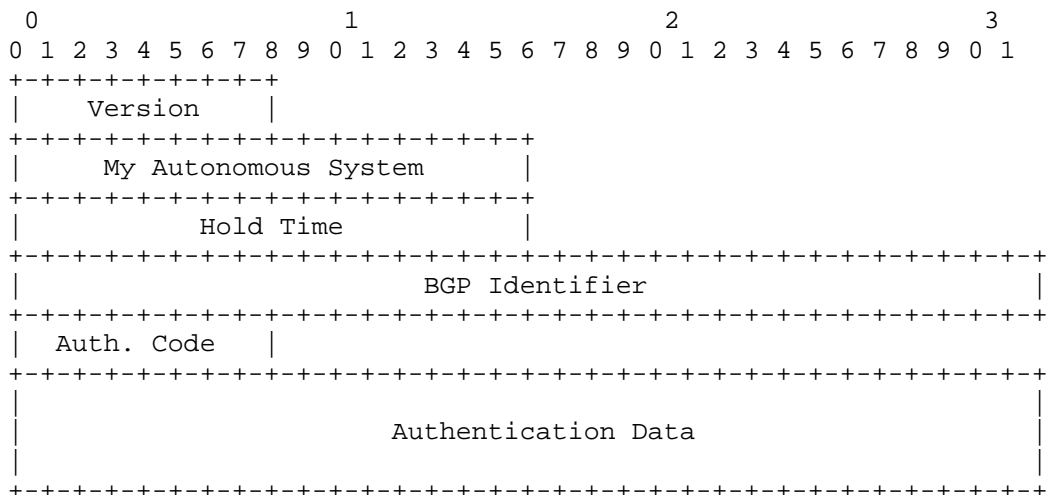 0                   1                   2                   3
0 1 2 3 4 5 6 7 8 9 0 1 2 3 4 5 6 7 8 9 0 1 2 3 4 5 6 7 8 9 0 1
+-+-+-+-+-+-+-+-+
|    Version    |
+-+-+-+-+-+-+-+-+-+-+-+-+-+-+-+-+
|     My Autonomous System      |
+-+-+-+-+-+-+-+-+-+-+-+-+-+-+-+-+
|           Hold Time           |
+-+-+-+-+-+-+-+-+-+-+-+-+-+-+-+-+-+-+-+-+-+-+-+-+-+-+-+-+-+-+-+-+
|                         BGP Identifier                        |
+-+-+-+-+-+-+-+-+-+-+-+-+-+-+-+-+-+-+-+-+-+-+-+-+-+-+-+-+-+-+-+-+
|  Auth. Code   |
+-+-+-+-+-+-+-+-+-+-+-+-+-+-+-+-+-+-+-+-+-+-+-+-+-+-+-+-+-+-+-+-+
|                                                               |
|                       Authentication Data                     |
|                                                               |
+-+-+-+-+-+-+-+-+-+-+-+-+-+-+-+-+-+-+-+-+-+-+-+-+-+-+-+-+-+-+-+-+